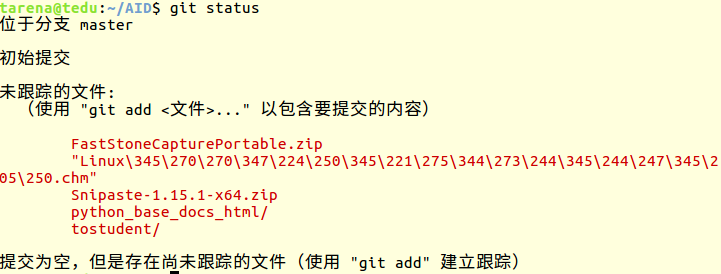 tarena@tedu:~/AID$ git status
位于分支 master
初始提交
未跟踪的文件:
（使用 "git add <文件>..." 以包含要提交的内容）
FastStoneCapturePortable.zip
"Linux\345\270\270\347\224\250\345\221\275\344\273\244\345\244\247\345\2
05\250.chm"
Snipaste-1.15.1-x64.zip
python_base_docs_html/
tostudent/
提交为空，但是存在尚未跟踪的文件（使用 "git add" 建立跟踪）